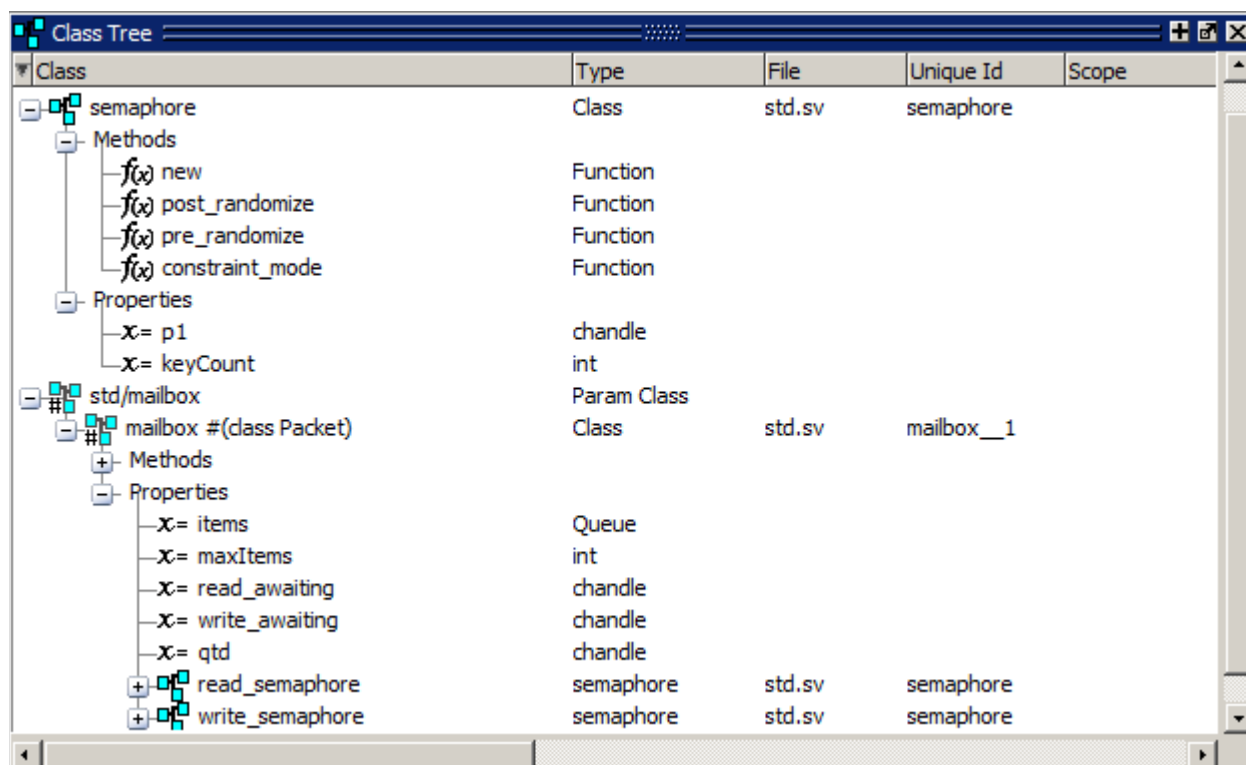 Class Tree
Class Type File Unique Id Scope
semaphore Class std.sv semaphore
Methods
f(x) new Function
f(x) post_randomize Function
f(x) pre_randomize Function
f(x) constraint_mode Function
Properties
x= p1 chandle
x= keyCount int
std/mailbox Param Class
mailbox #(class Packet) Class std.sv mailbox__1
Methods
Properties
x= items Queue
x= maxItems int
x= read_awaiting chandle
x= write_awaiting chandle
x= qtd chandle
read_semaphore semaphore std.sv semaphore
write_semaphore semaphore std.sv semaphore